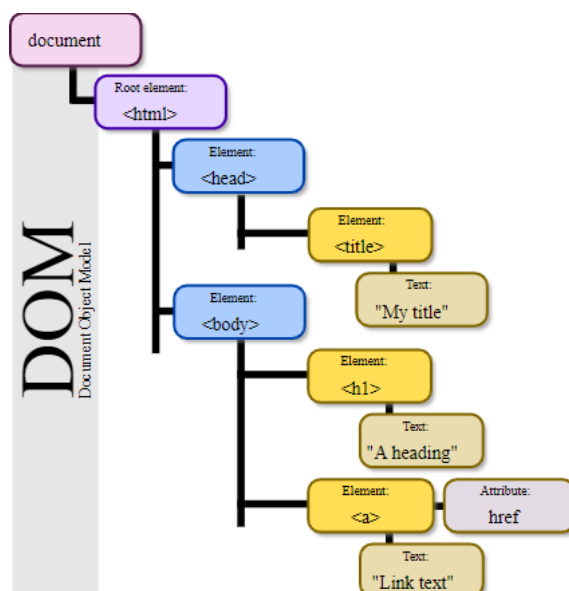 document
Root element:
<html>
Element:
<head>
Element:
<title>
Text:
"My title"
Element:
<body>
Element:
<h1>
Text:
"A heading"
Element:
<a>
Attribute:
href
Text:
"Link text"
DOM
Document Object Model